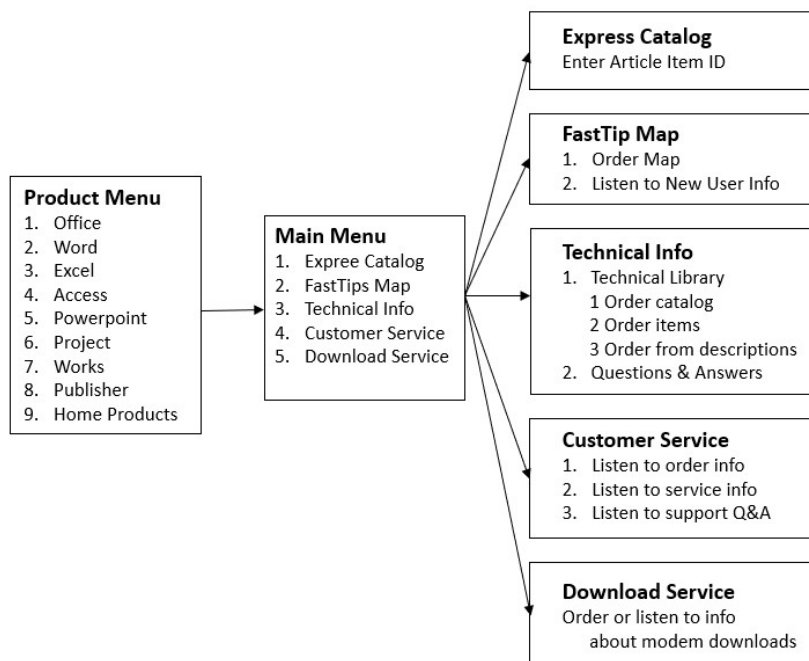 Product Menu
1. Office
2. Word
3. Excel
4. Access
5. Powerpoint
6. Project
7. Works
8. Publisher
9. Home Products
Main Menu
1. Expree Catalog
2. FastTips Map
3. Technical Info
4. Customer Service
5. Download Service
Express Catalog
Enter Article Item ID
FastTip Map
1. Order Map
2. Listen to New User Info
Technical Info
1. Technical Library
1 Order catalog
2 Order items
3 Order from descriptions
2. Questions & Answers
Customer Service
1. Listen to order info
2. Listen to service info
3. Listen to support Q&A
Download Service
Order or listen to info
about modem downloads